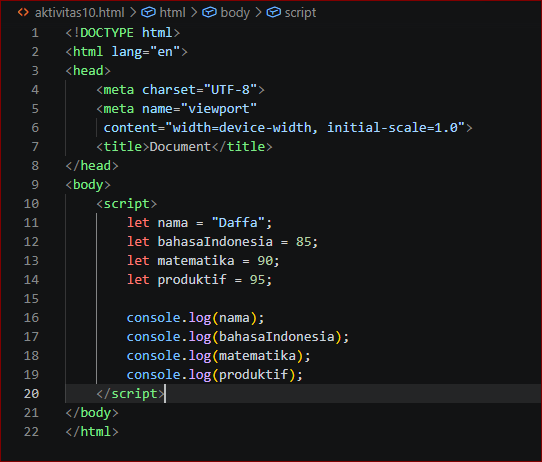 aktivitas10.html > html > body > script
1 <!DOCTYPE html>
2 <html lang="en">
3 <head>
4     <meta charset="UTF-8">
5     <meta name="viewport"
6      content="width=device-width, initial-scale=1.0">
7     <title>Document</title>
8 </head>
9 <body>
10     <script>
11         let nama = "Daffa";
12         let bahasaIndonesia = 85;
13         let matematika = 90;
14         let produktif = 95;
15
16         console.log(nama);
17         console.log(bahasaIndonesia);
18         console.log(matematika);
19         console.log(produktif);
20     </script>
21 </body>
22 </html>